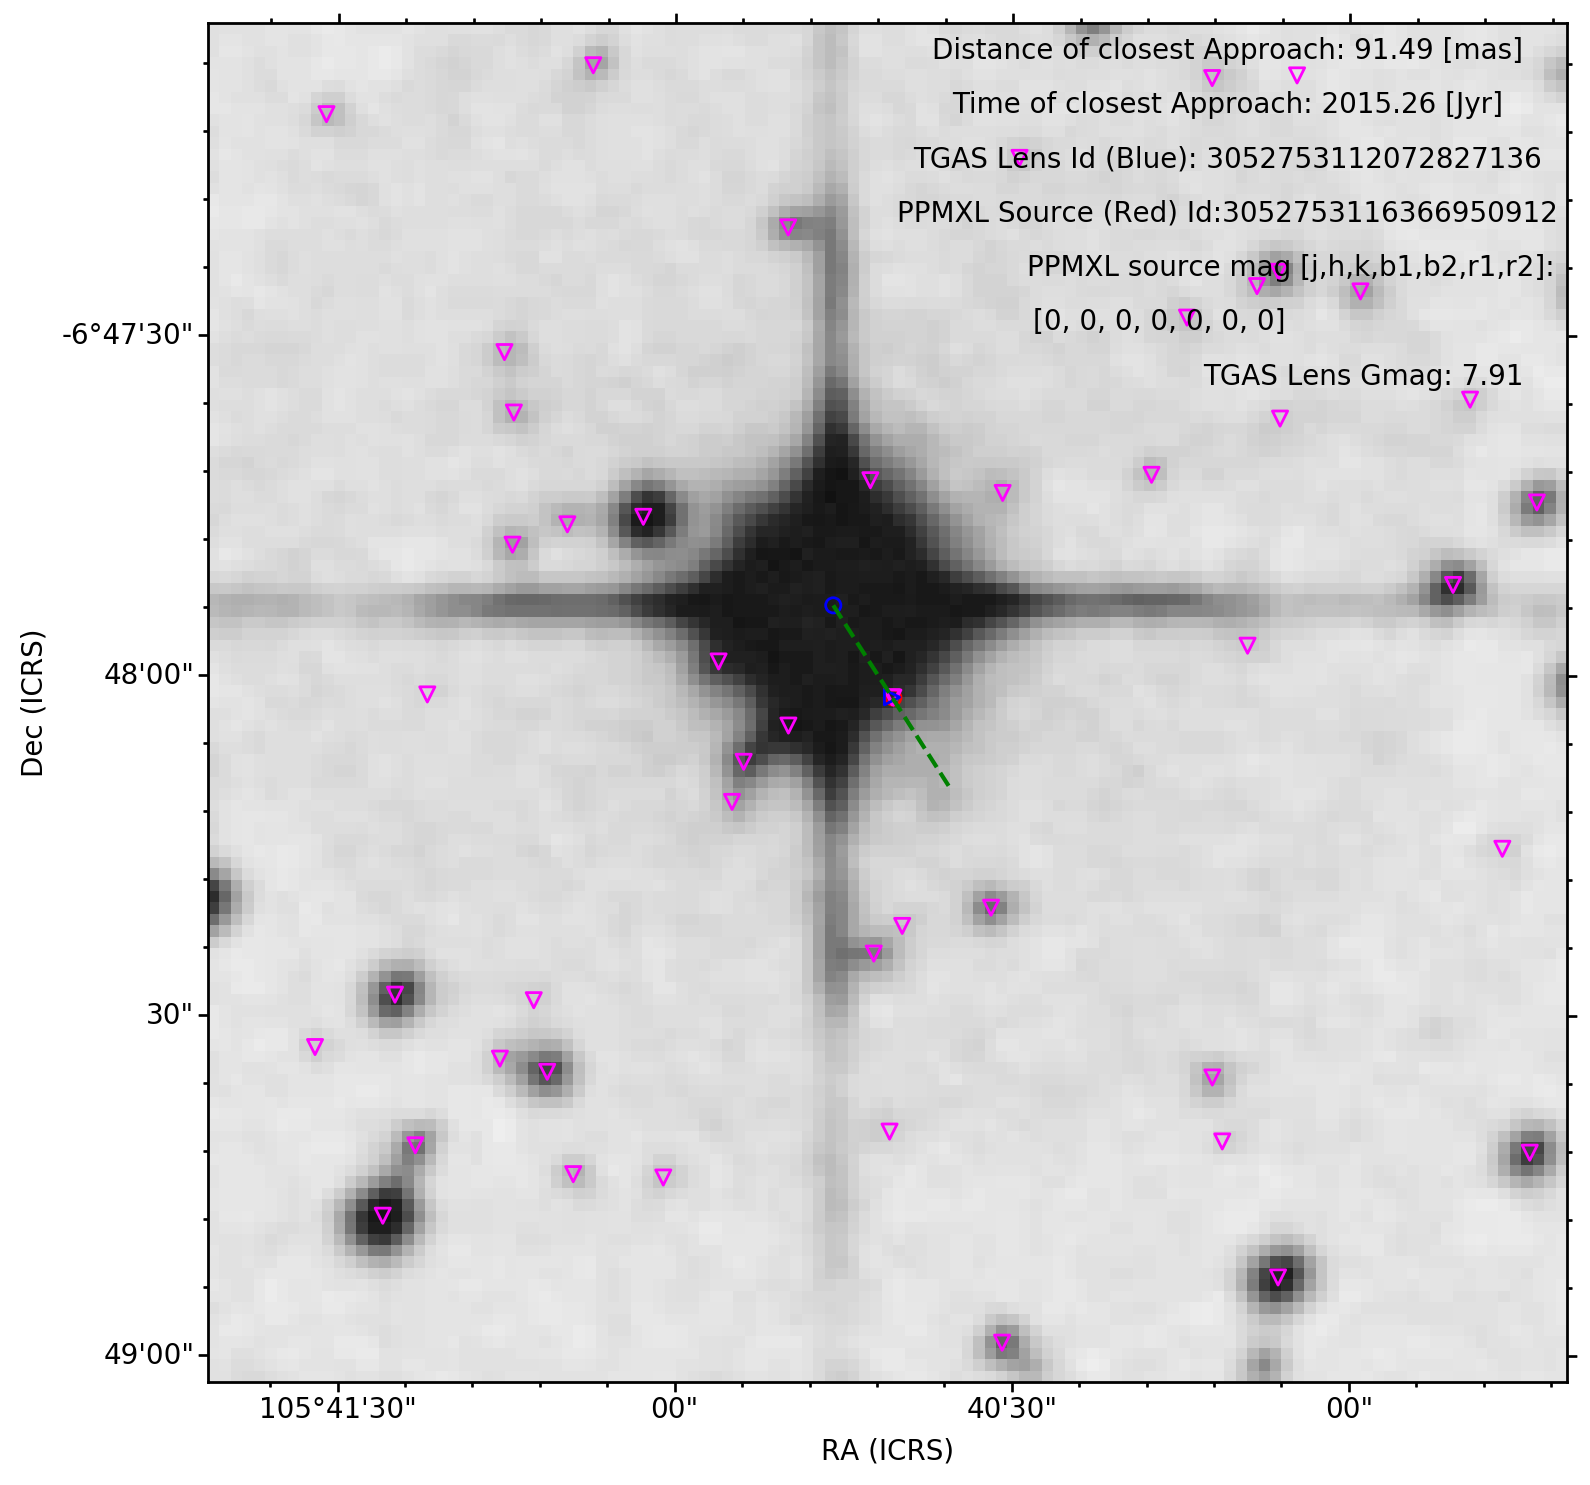 Distance of closest Approach: 91.49 [mas]
Time of closest Approach: 2015.26 [Jyr]
TGAS Lens Id (Blue): 3052753112072827136
PPMXL Source (Red) Id:3052753116366950912
PPMXL source mag [j,h,k,b1,b2,r1,r2]:
[0, 0, 0, 0, 0, 0, 0]
TGAS Lens Gmag: 7.91
-6°47'30"
48'00"
30"
49'00"
Dec (ICRS)
105°41'30" 00" 40'30" 00"
RA (ICRS)